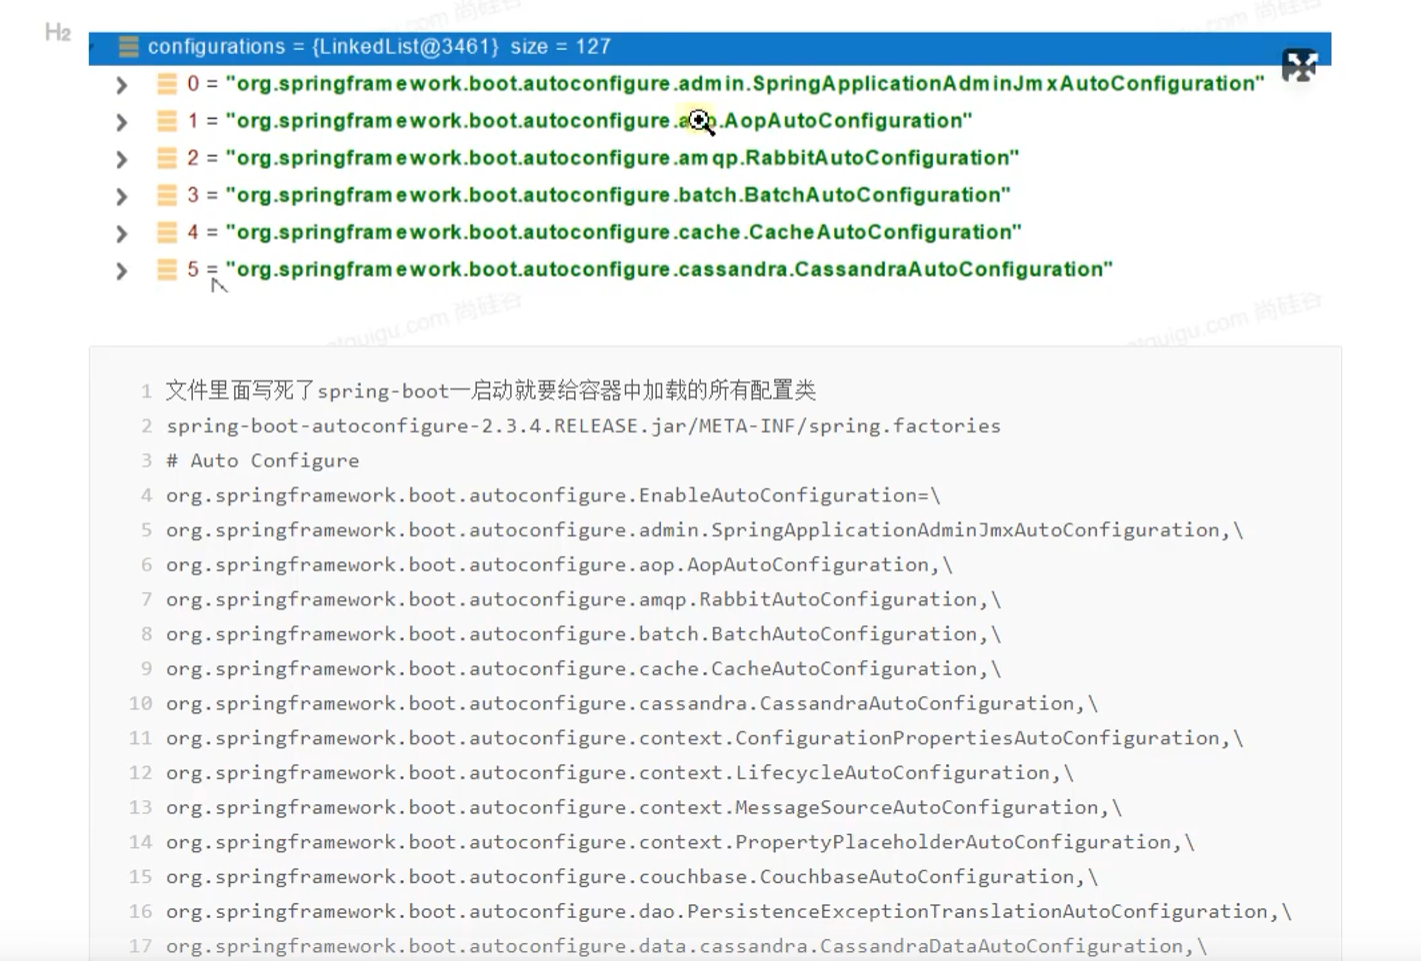 H2
configurations = {LinkedList@3461} size = 127
0 = "org.springframework.boot.autoconfigure.admin.SpringApplicationAdminJmxAutoConfiguration"
1 = "org.springframework.boot.autoconfigure.AopAutoConfiguration"
2 = "org.springframework.boot.autoconfigure.amqp.RabbitAutoConfiguration"
3 = "org.springframework.boot.autoconfigure.batch.BatchAutoConfiguration"
4 = "org.springframework.boot.autoconfigure.cache.CacheAutoConfiguration"
5 = "org.springframework.boot.autoconfigure.cassandra.CassandraAutoConfiguration"
1 文件里面写死了spring-boot一启动就要给容器中加载的所有配置类
2 spring-boot-autoconfigure-2.3.4.RELEASE.jar/META-INF/spring.factories
3 # Auto Configure
4 org.springframework.boot.autoconfigure.EnableAutoConfiguration=\
5 org.springframework.boot.autoconfigure.admin.SpringApplicationAdminJmxAutoConfiguration,\
6 org.springframework.boot.autoconfigure.aop.AopAutoConfiguration,\
7 org.springframework.boot.autoconfigure.amqp.RabbitAutoConfiguration,\
8 org.springframework.boot.autoconfigure.batch.BatchAutoConfiguration,\
9 org.springframework.boot.autoconfigure.cache.CacheAutoConfiguration,\
10 org.springframework.boot.autoconfigure.cassandra.CassandraAutoConfiguration,\
11 org.springframework.boot.autoconfigure.context.ConfigurationPropertiesAutoConfiguration,\
12 org.springframework.boot.autoconfigure.context.LifecycleAutoConfiguration,\
13 org.springframework.boot.autoconfigure.context.MessageSourceAutoConfiguration,\
14 org.springframework.boot.autoconfigure.context.PropertyPlaceholderAutoConfiguration,\
15 org.springframework.boot.autoconfigure.couchbase.CouchbaseAutoConfiguration,\
16 org.springframework.boot.autoconfigure.dao.PersistenceExceptionTranslationAutoConfiguration,\
17 org.springframework.boot.autoconfigure.data.cassandra.CassandraDataAutoConfiguration,\